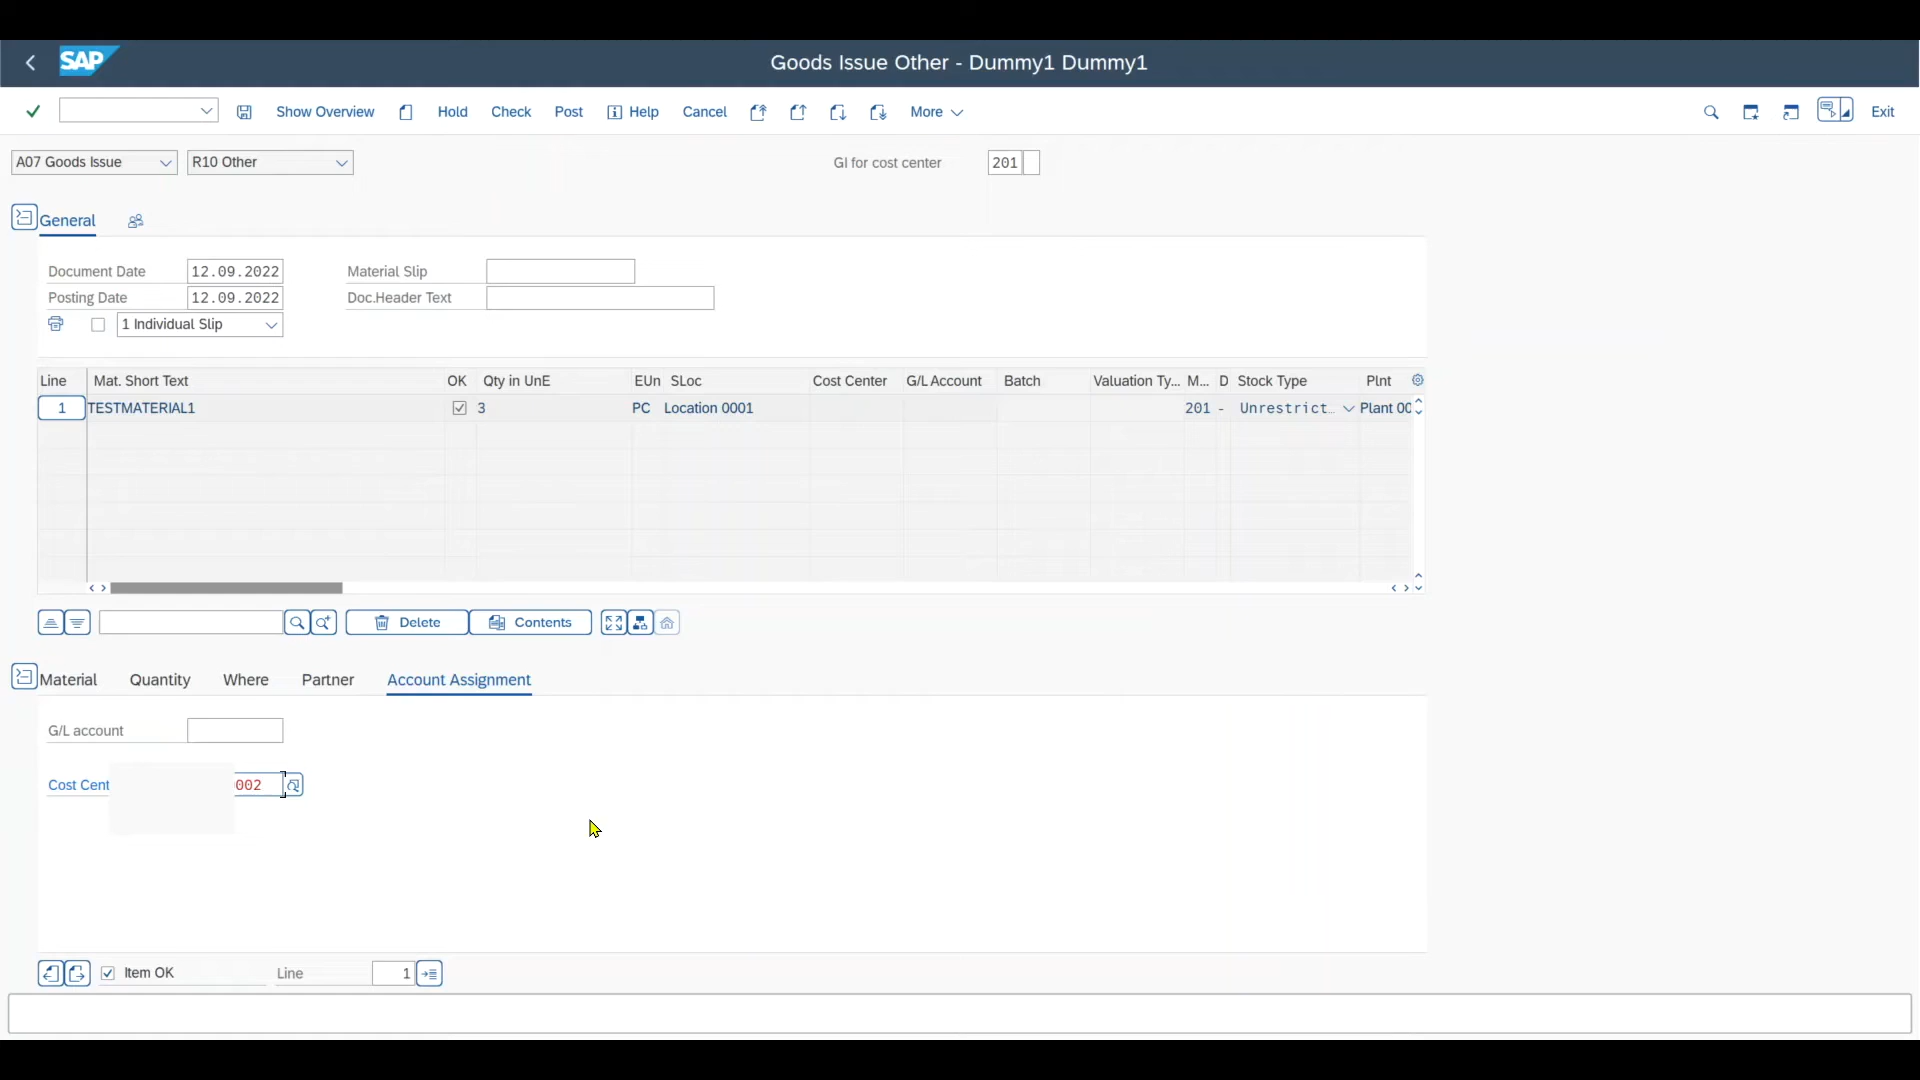 SAP Goods Issue Other - Dummy1 Dummy1
Show Overview Hold Check Post Help Cancel More Exit
A07 Goods Issue R10 Other GI for cost center 201
General
Document Date 12.09.2022 Material Slip
Posting Date 12.09.2022 Doc.Header Text
1 Individual Slip
Line Mat. Short Text OK Qty in UnE EUn SLoc Cost Center G/L Account Batch Valuation Ty... M... D Stock Type Plnt
1 TESTMATERIAL1 3 PC Location 0001 201 - Unrestrict... Plant 00
Delete Contents
Material Quantity Where Partner Account Assignment
G/L account
Cost Cent 002
Item OK Line 1